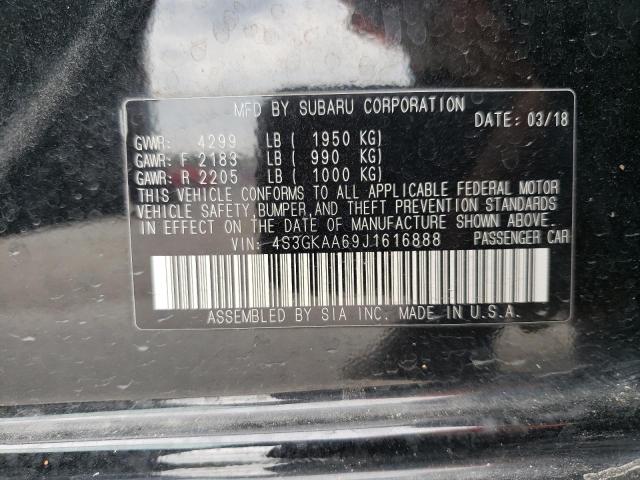 MFD BY SUBARU CORPORATION
DATE: 03/18
GVWR: 4299 LB ( 1950 KG)
GAWR: F 2183 LB ( 990 KG)
GAWR: R 2205 LB ( 1000 KG)
THIS VEHICLE CONFORMS TO ALL APPLICABLE FEDERAL MOTOR
VEHICLE SAFETY, BUMPER, AND THEFT PREVENTION STANDARDS
IN EFFECT ON THE DATE OF MANUFACTURE SHOWN ABOVE.
VIN: 4S3GKAA69J1616888 PASSENGER CAR
ASSEMBLED BY SIA INC. MADE IN U.S.A.